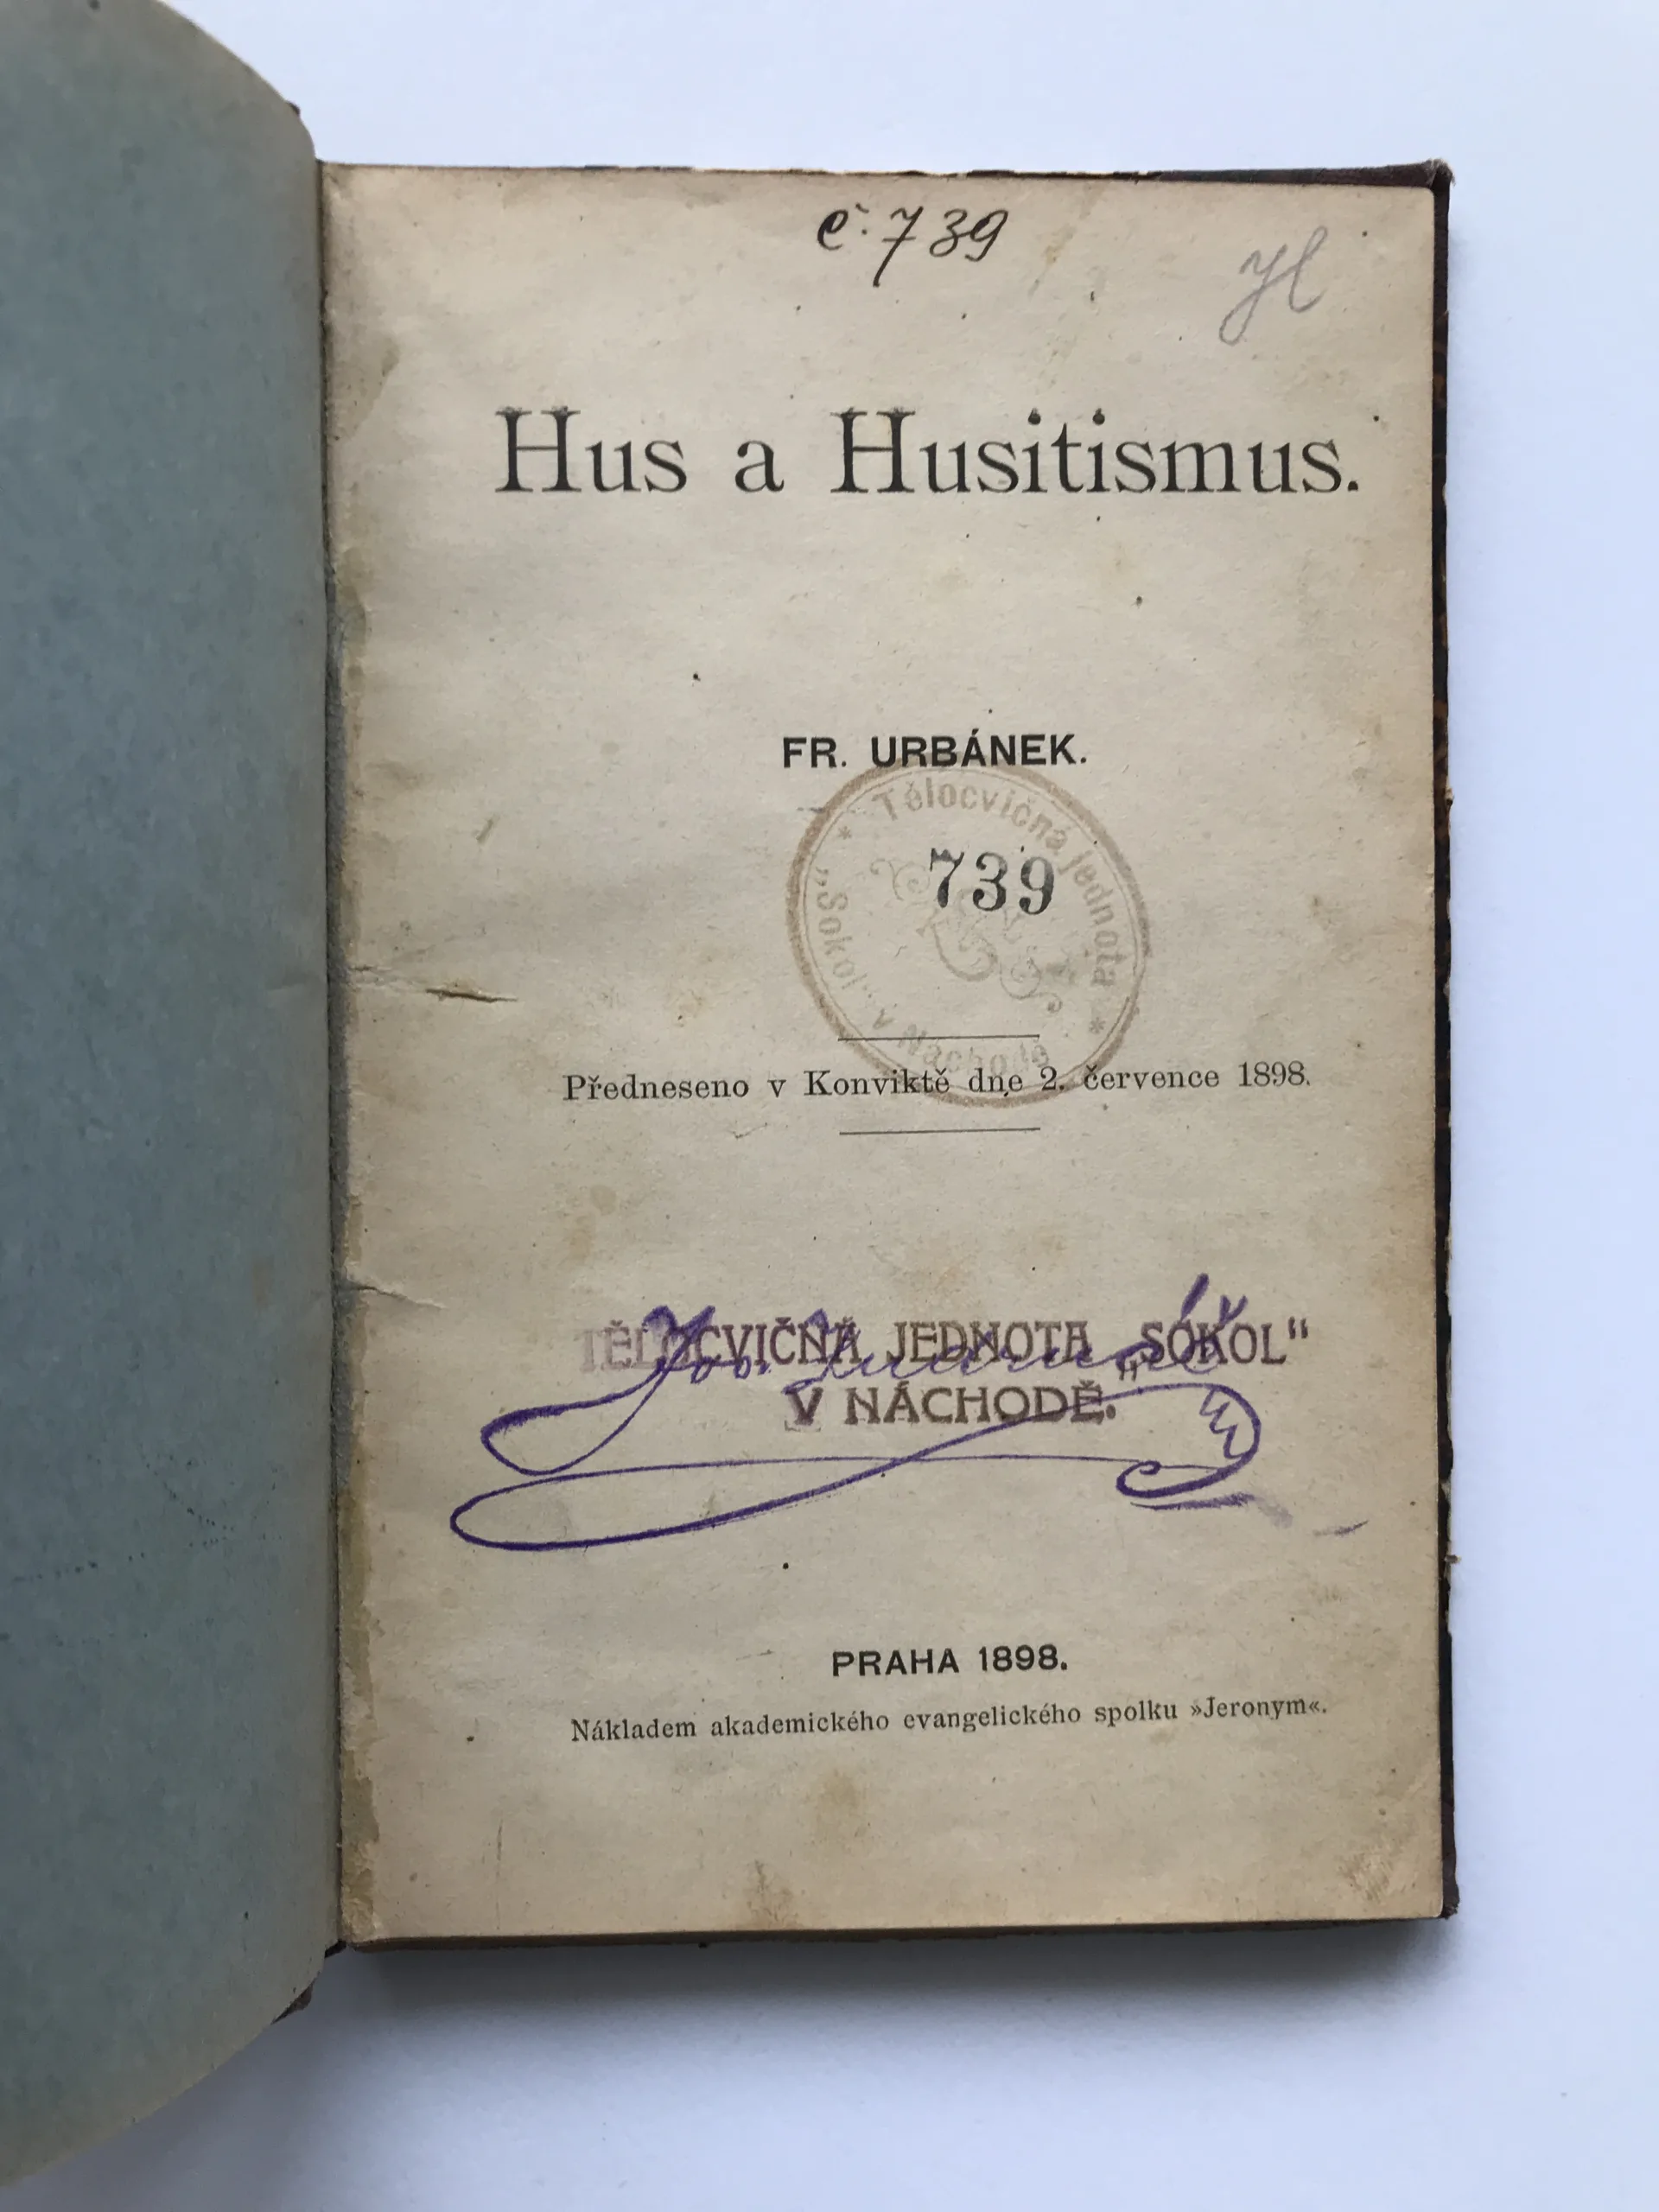 č. 739
Hus a Husitismus.
FR. URBÁNEK.
* Tělocvičná jednota *
„Sokol" v Náchodě
739
Předneseno v Konviktě dne 2. července 1898.
TĚLOCVIČNÁ JEDNOTA „SOKOL“
V NÁCHODĚ.
PRAHA 1898.
Nákladem akademického evangelického spolku »Jeronym«.